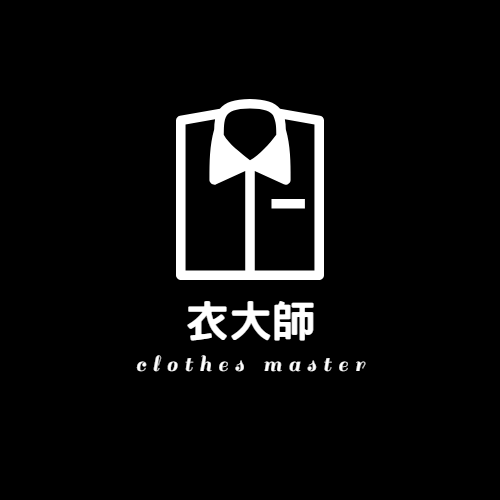 衣大師
clothes master